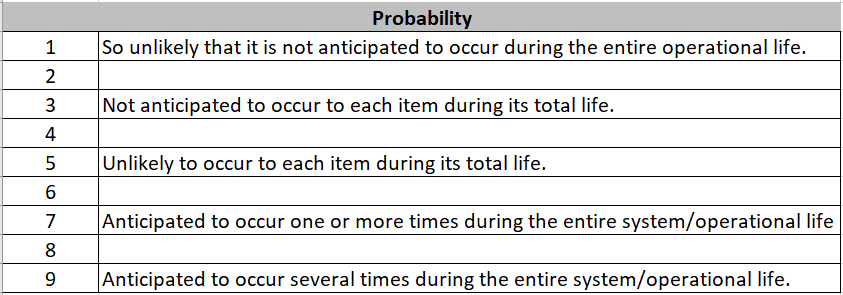 Probability
1 So unlikely that it is not anticipated to occur during the entire operational life.
2
3 Not anticipated to occur to each item during its total life.
4
5 Unlikely to occur to each item during its total life.
6
7 Anticipated to occur one or more times during the entire system/operational life
8
9 Anticipated to occur several times during the entire system/operational life.